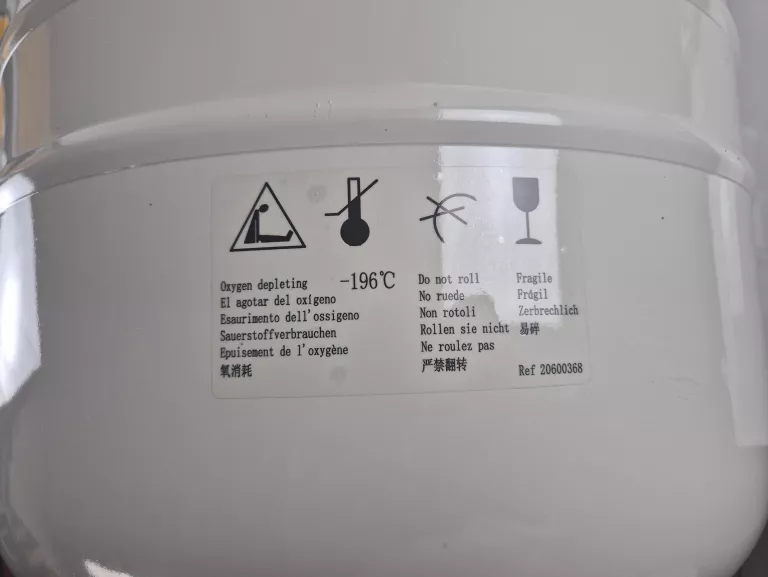 Oxygen depleting
El agotar del oxígeno
Esaurimento dell'ossigeno
Sauerstoffverbrauchen
Epuisement de l'oxygène
氧消耗
-196℃
Do not roll
No ruede
Non rotoli
Rollen sie nicht
Ne roulez pas
严禁翻转
Fragile
Frágil
Zerbrechlich
易碎
Ref 20600368